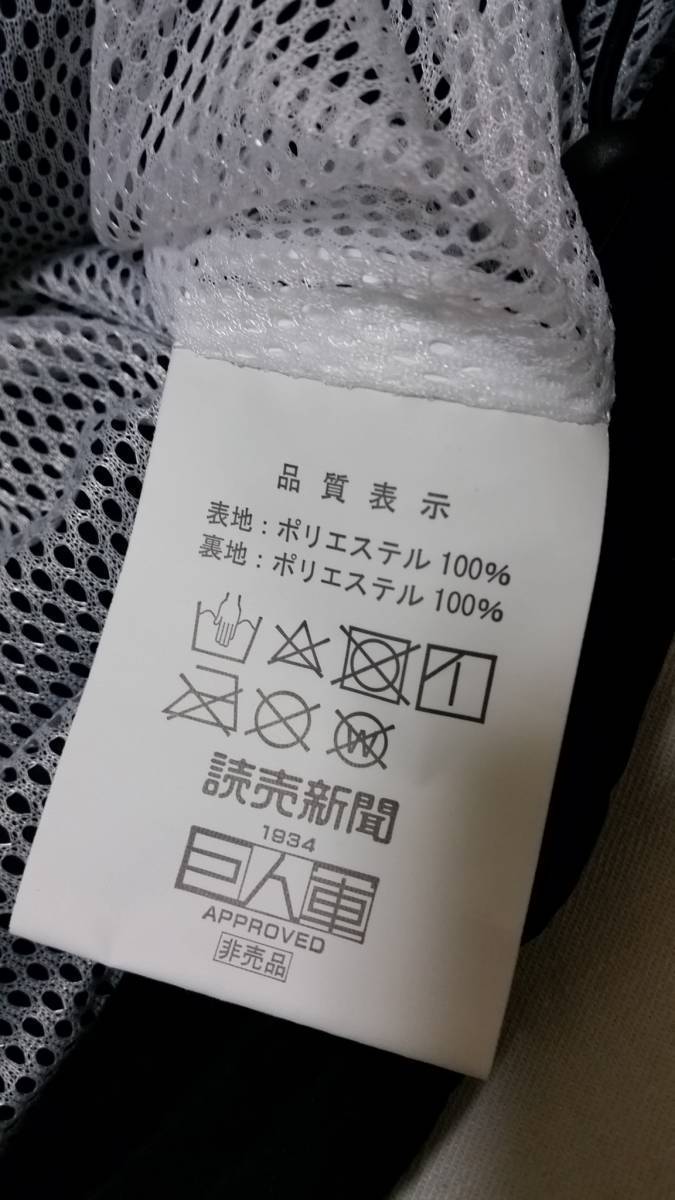 品質表示
表地:ポリエステル 100%
裏地:ポリエステル 100%
W
読売新聞
1934
巨人軍
APPROVED
非売品